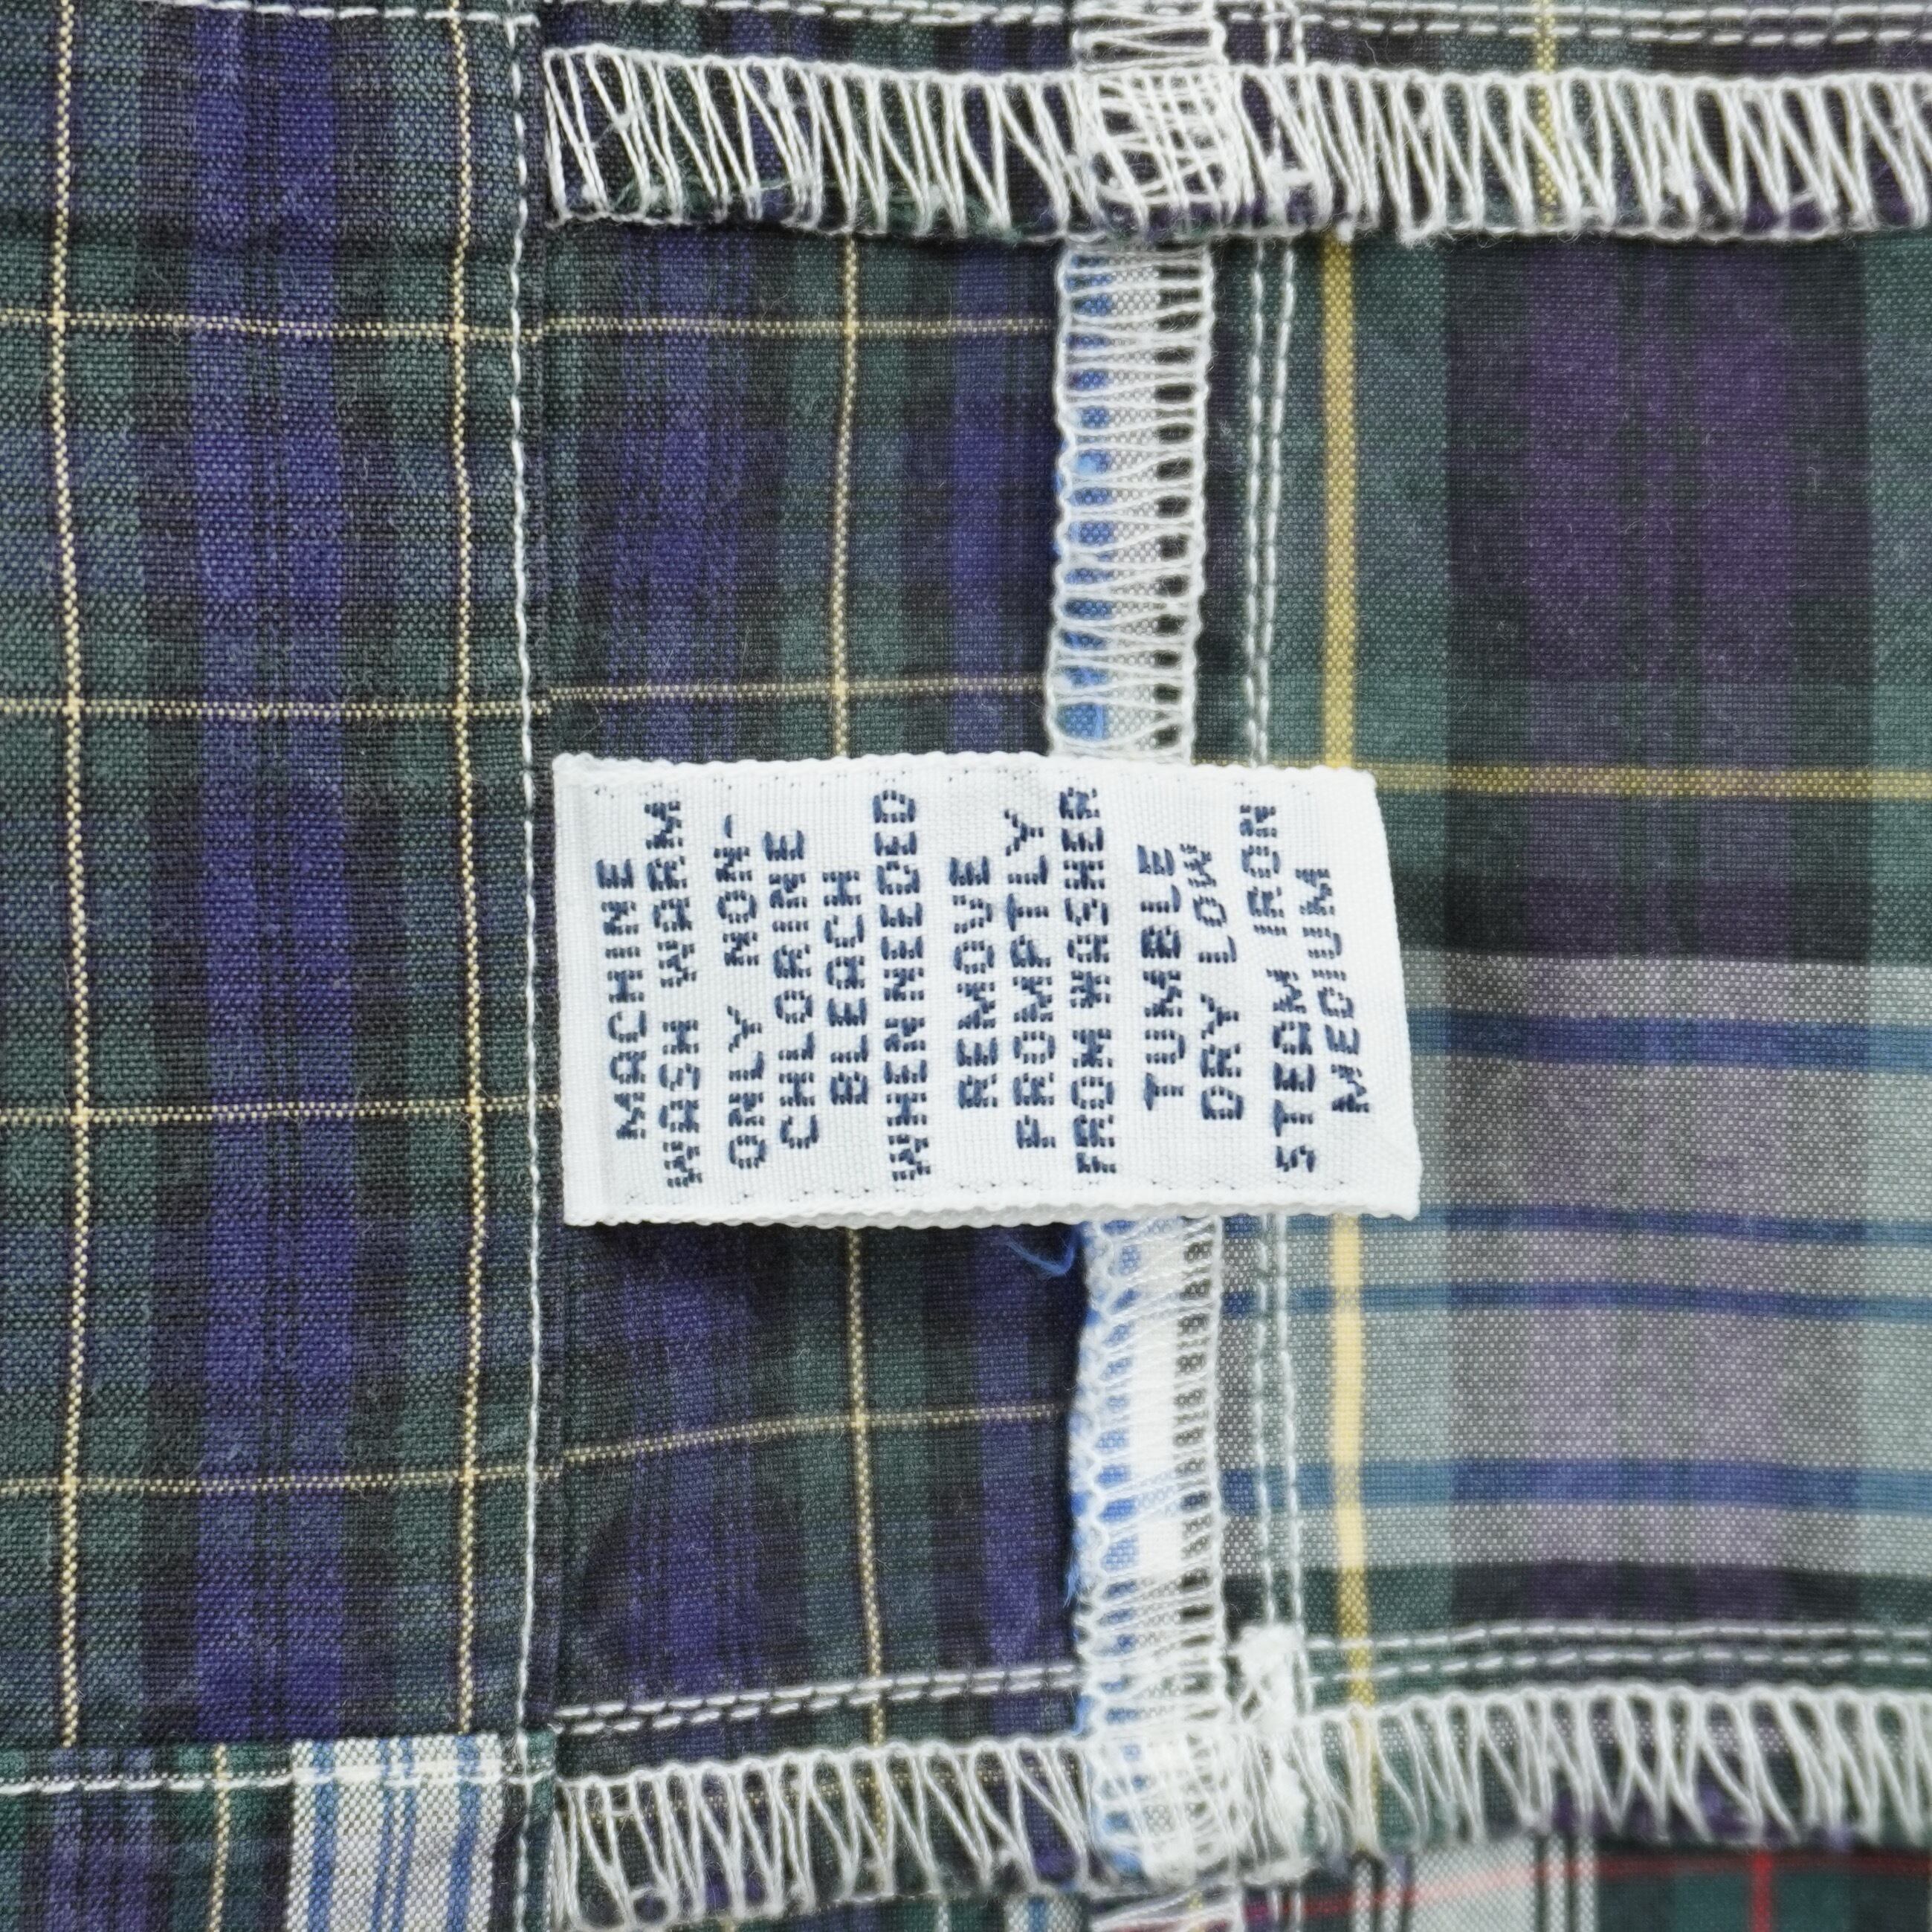 MACHINE
WASH WARM
ONLY NON-
CHLORINE
BLEACH
WHEN NEEDED
REMOVE
PROMPTLY
FROM WASHER
TUMBLE
DRY LOW
STEAM IRON
MEDIUM